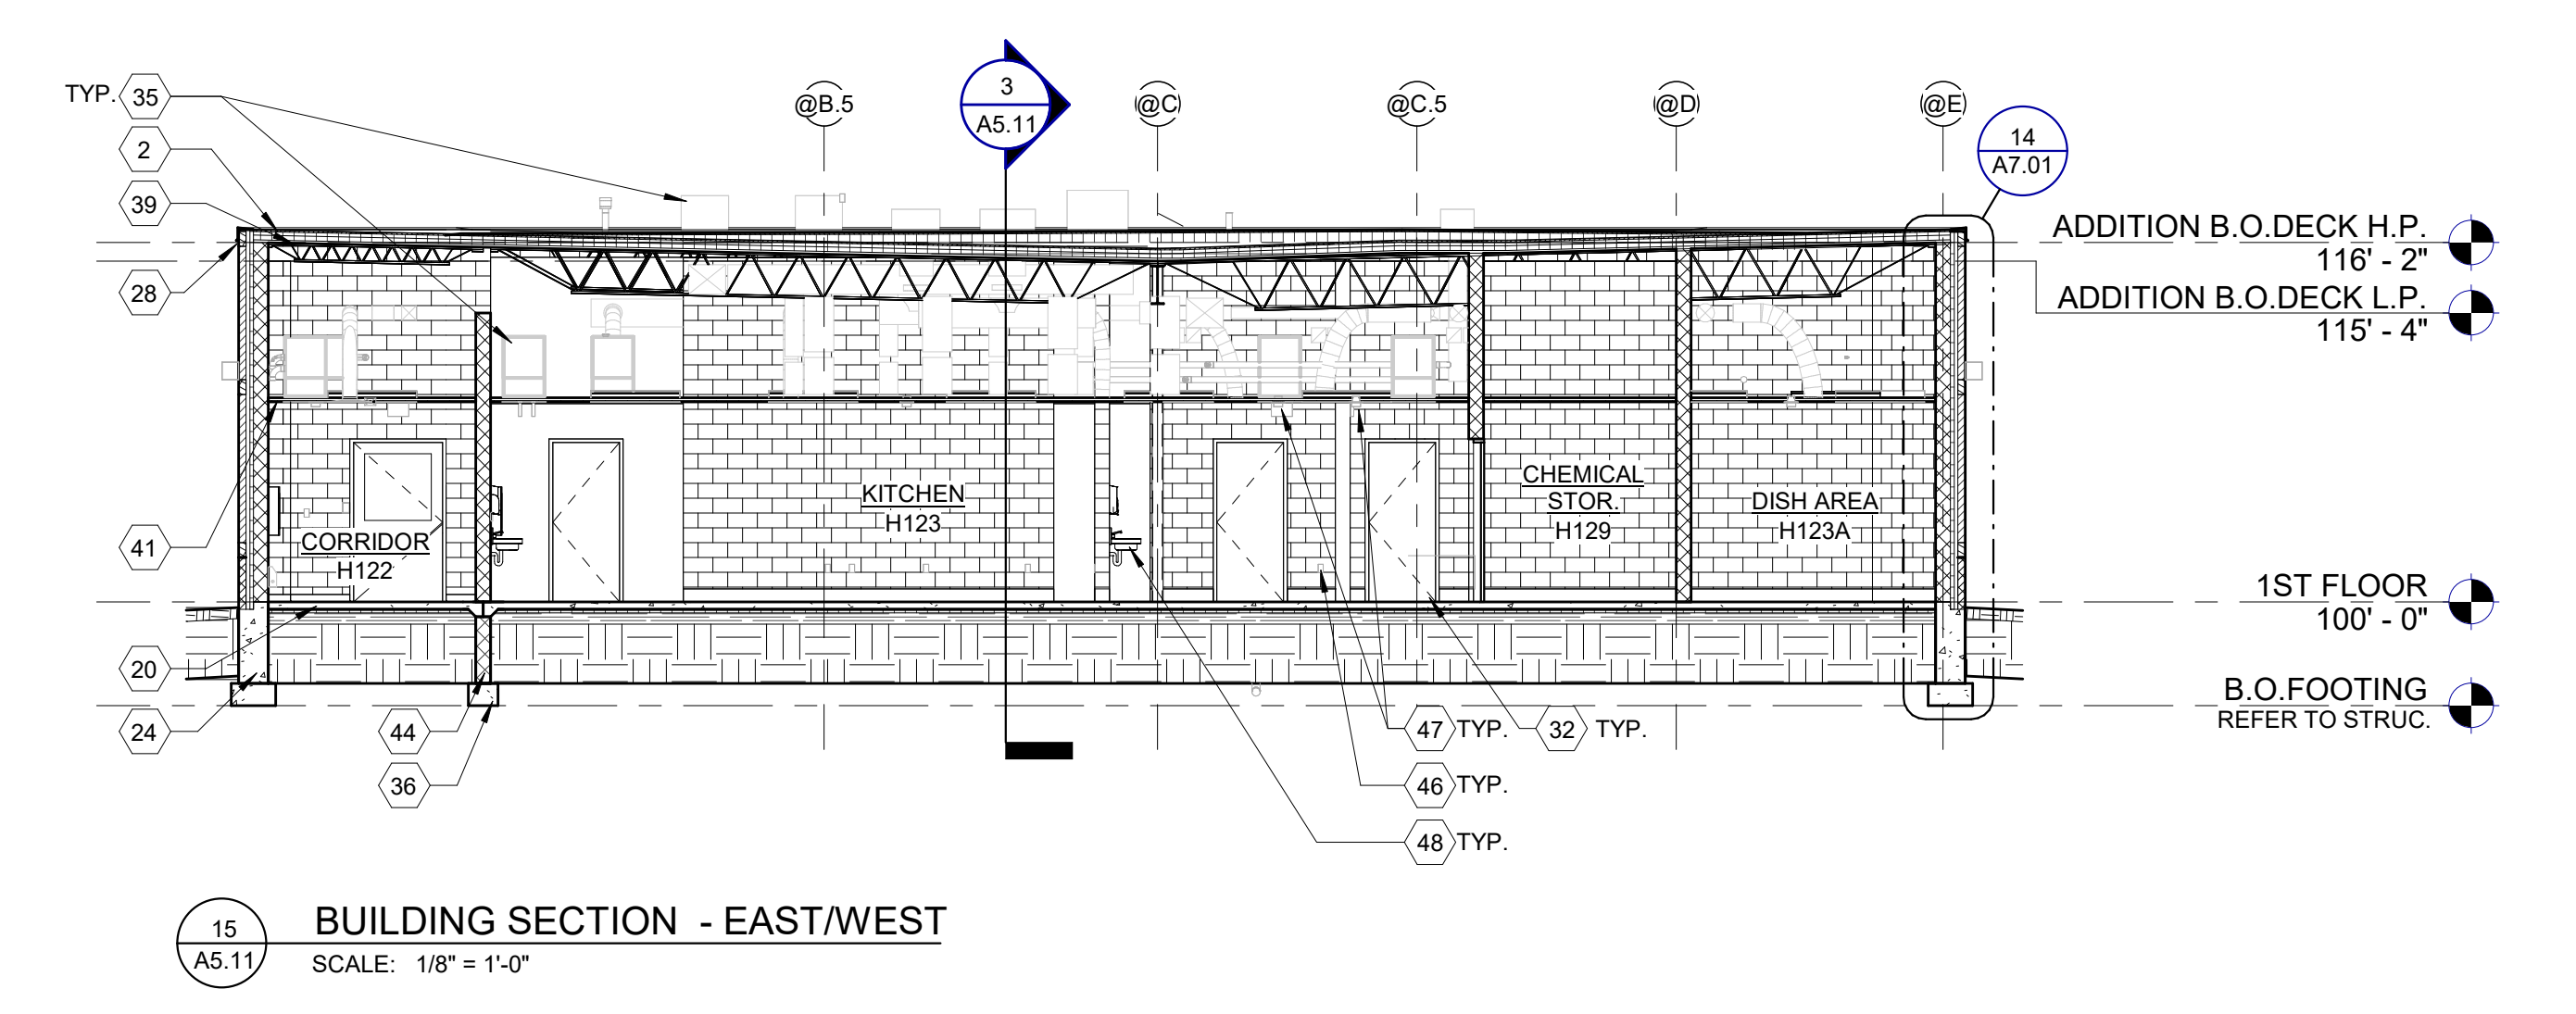 TYP. 35
2
39
28
41
20
24
44
36
@B.5
3
A5.11
@C
@C.5
@D
@E
14
A7.01
ADDITION B.O.DECK H.P.
116' - 2"
ADDITION B.O.DECK L.P.
115' - 4"
CORRIDOR
H122
KITCHEN
H123
CHEMICAL
STOR.
H129
DISH AREA
H123A
1ST FLOOR
100' - 0"
B.O.FOOTING
REFER TO STRUC.
47 TYP.
32 TYP.
46 TYP.
48 TYP.
15
A5.11
BUILDING SECTION - EAST/WEST
SCALE: 1/8" = 1'-0"